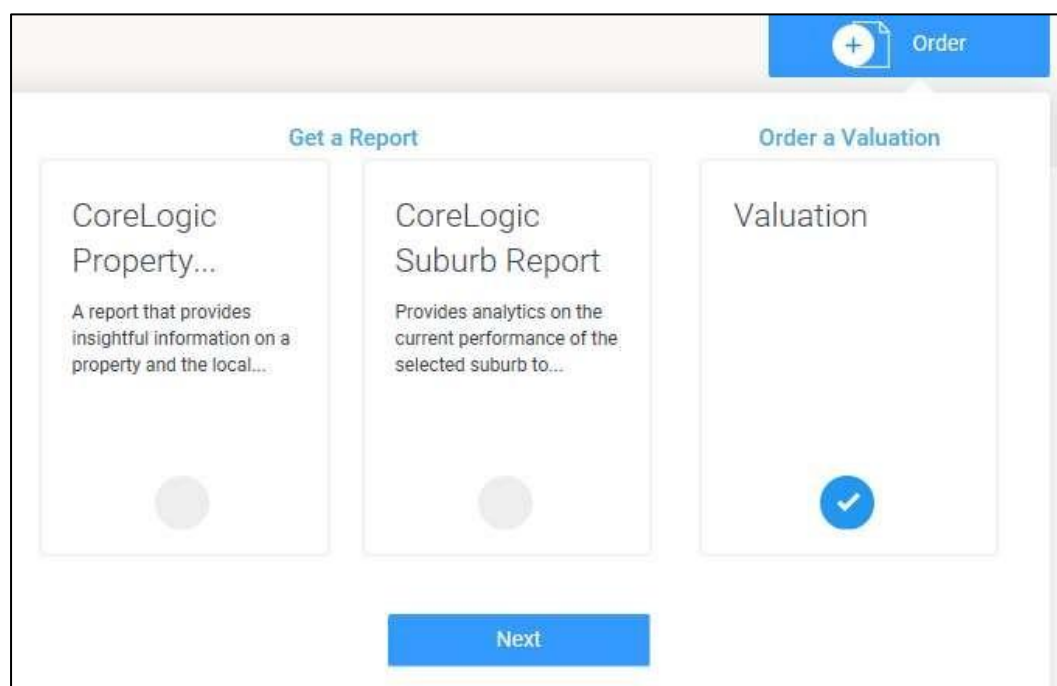 Order
Get a Report
Order a Valuation
CoreLogic
Property...
A report that provides
insightful information on a
property and the local...
CoreLogic
Suburb Report
Provides analytics on the
current performance of the
selected suburb to...
Valuation
Next